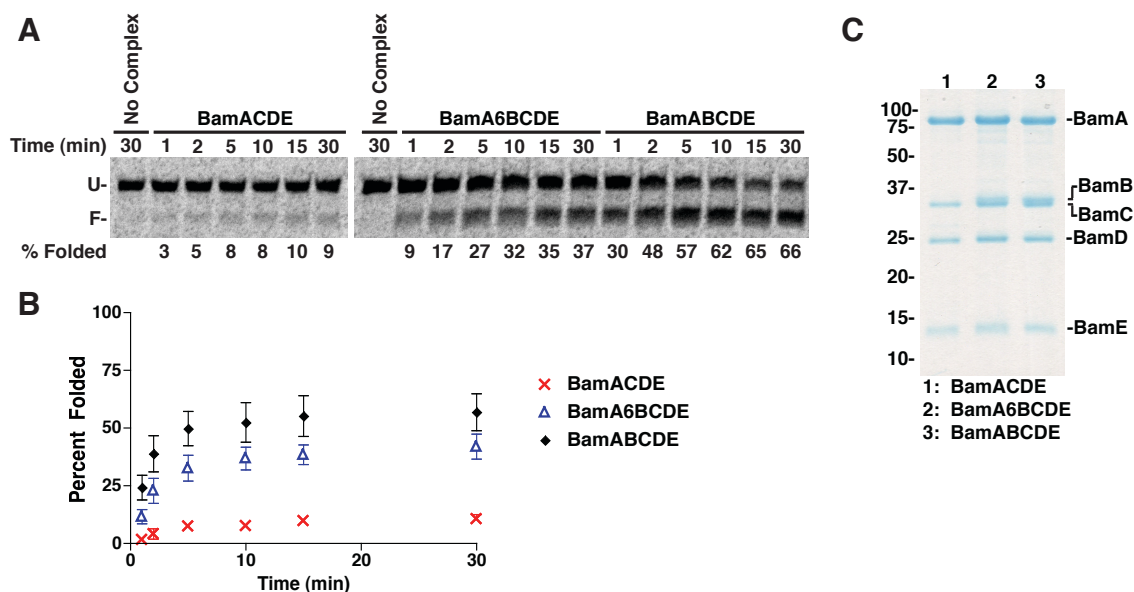 A
No Complex
BamACDE
No Complex
BamA6BCDE
BamABCDE
Time (min) 30 1 2 5 10 15 30 30 1 2 5 10 15 30 1 2 5 10 15 30
U-
F-
% Folded 3 5 8 8 10 9 9 17 27 32 35 37 30 48 57 62 65 66
B
100
75
50
25
0
Percent Folded
0 10 20 30
Time (min)
BamACDE
BamA6BCDE
BamABCDE
C
1 2 3
100-
75-
50-
37-
25-
20-
15-
10-
-BamA
BamB
BamC
-BamD
-BamE
1: BamACDE
2: BamA6BCDE
3: BamABCDE